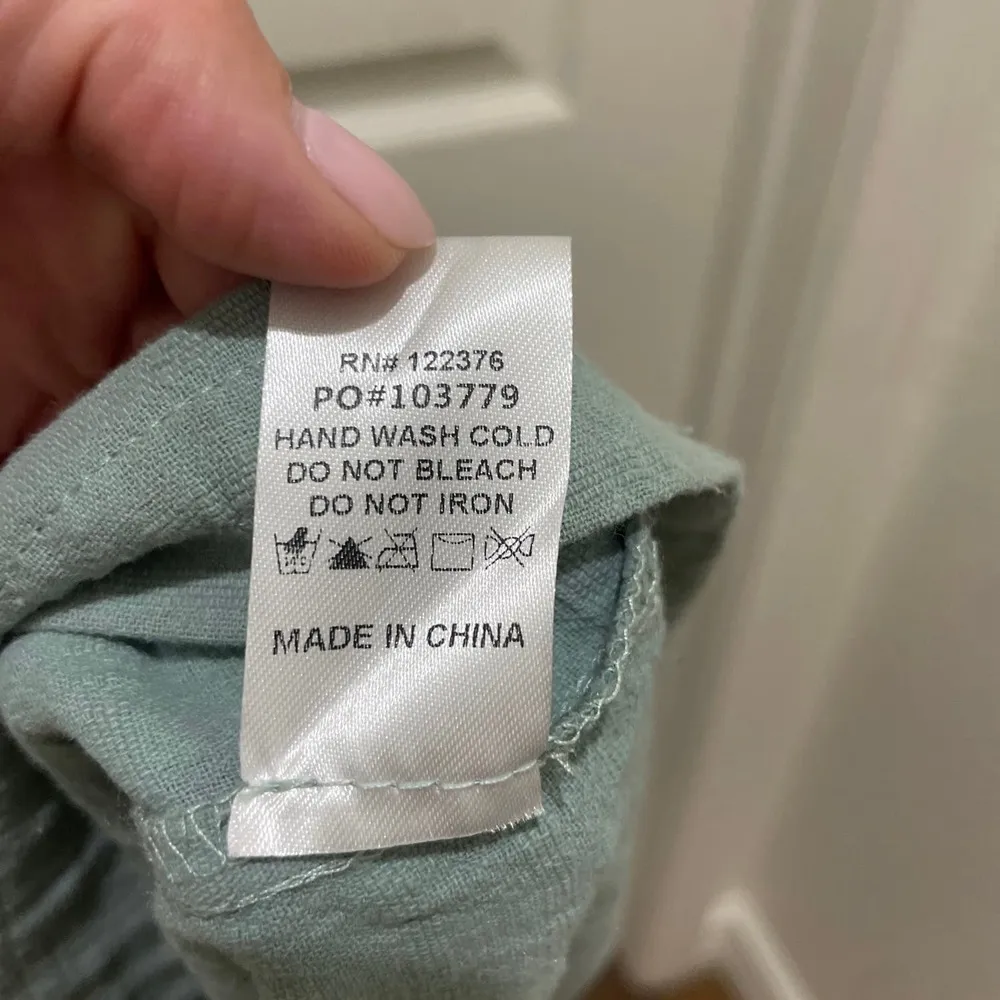 RN# 122376
PO#103779
HAND WASH COLD
DO NOT BLEACH
DO NOT IRON
MADE IN CHINA